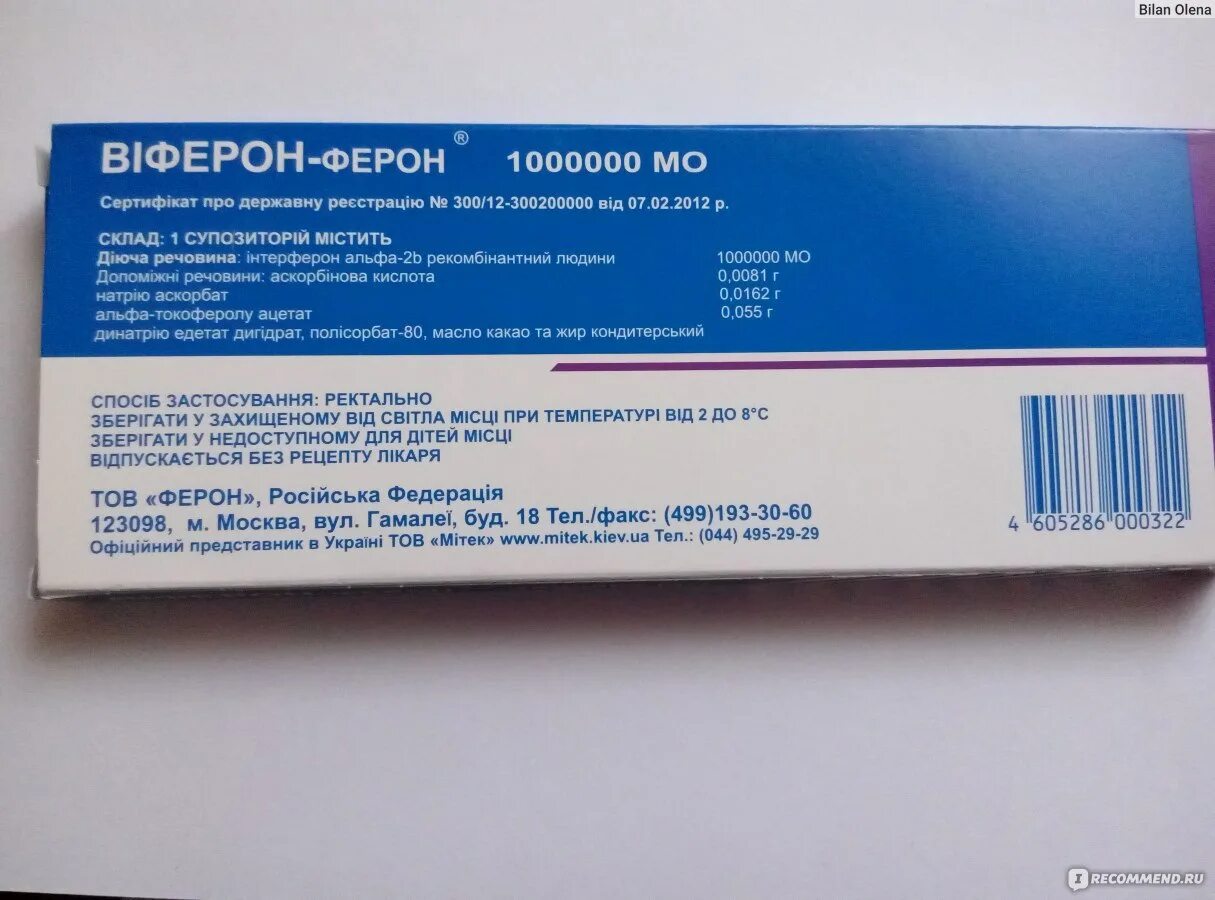 Bilan Olena
ВІФЕРОН-ФЕРОН ® 1000000 МО
Сертифікат про державну реєстрацію № 300/12-300200000 від 07.02.2012 р.
СКЛАД: 1 СУПОЗИТОРІЙ МІСТИТЬ
Діюча речовина: інтерферон альфа-2b рекомбінантний людини 1000000 МО
Допоміжні речовини: аскорбінова кислота 0,0081 г
натрію аскорбат 0,0162 г
альфа-токоферолу ацетат 0,055 г
динатрію едетат дигідрат, полісорбат-80, масло какао та жир кондитерський
СПОСІБ ЗАСТОСУВАННЯ: РЕКТАЛЬНО
ЗБЕРІГАТИ У ЗАХИЩЕНОМУ ВІД СВІТЛА МІСЦІ ПРИ ТЕМПЕРАТУРІ ВІД 2 ДО 8°С
ЗБЕРІГАТИ У НЕДОСТУПНОМУ ДЛЯ ДІТЕЙ МІСЦІ
ВІДПУСКАЄТЬСЯ БЕЗ РЕЦЕПТУ ЛІКАРЯ
ТОВ «ФЕРОН», Російська Федерація
123098, м. Москва, вул. Гамалеї, буд. 18 Тел./факс: (499)193-30-60
Офіційний представник в Україні ТОВ «Мітек» www.mitek.kiev.ua Тел.: (044) 495-29-29
4 605286 000322
I RECOMMEND.RU